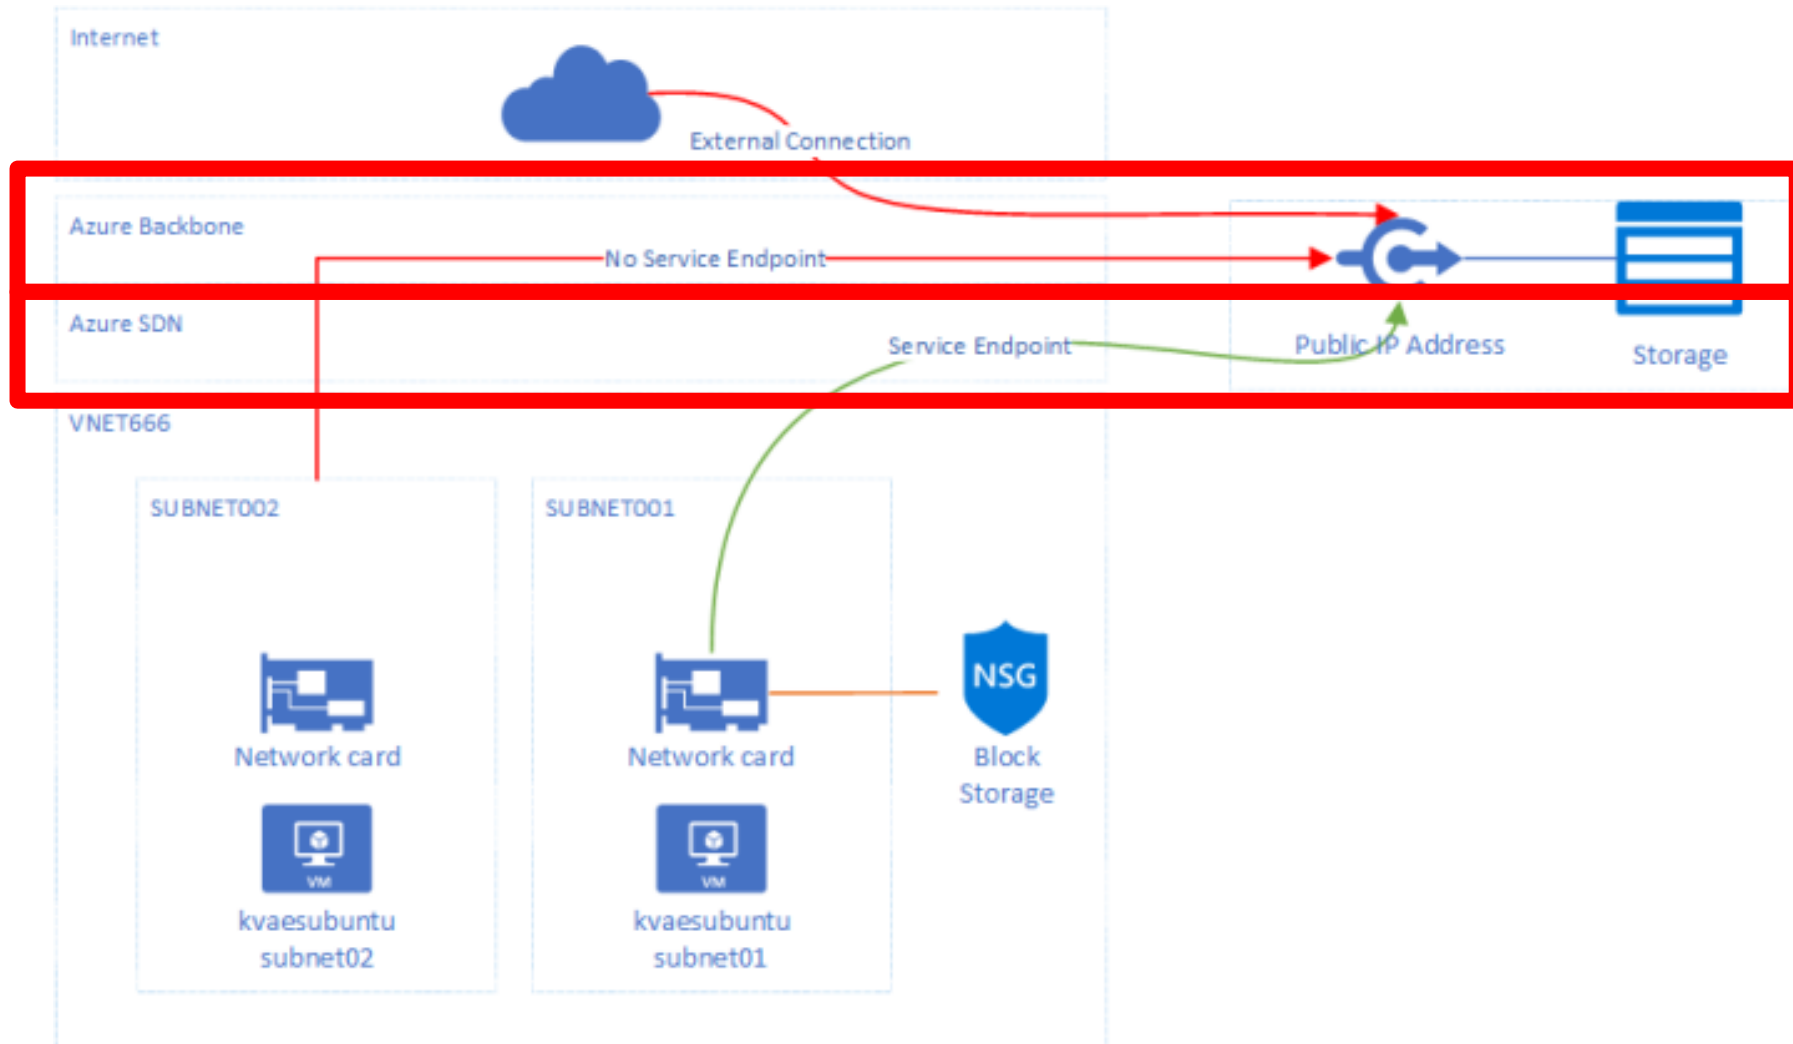 Internet
External Connection
Azure Backbone
No Service Endpoint
Azure SDN
Service Endpoint
Public IP Address
Storage
VNET666
SUBNET002
SUBNET001
NSG
Network card
Network card
Block
Storage
VM
VM
kvaesubuntu
subnet02
kvaesubuntu
subnet01